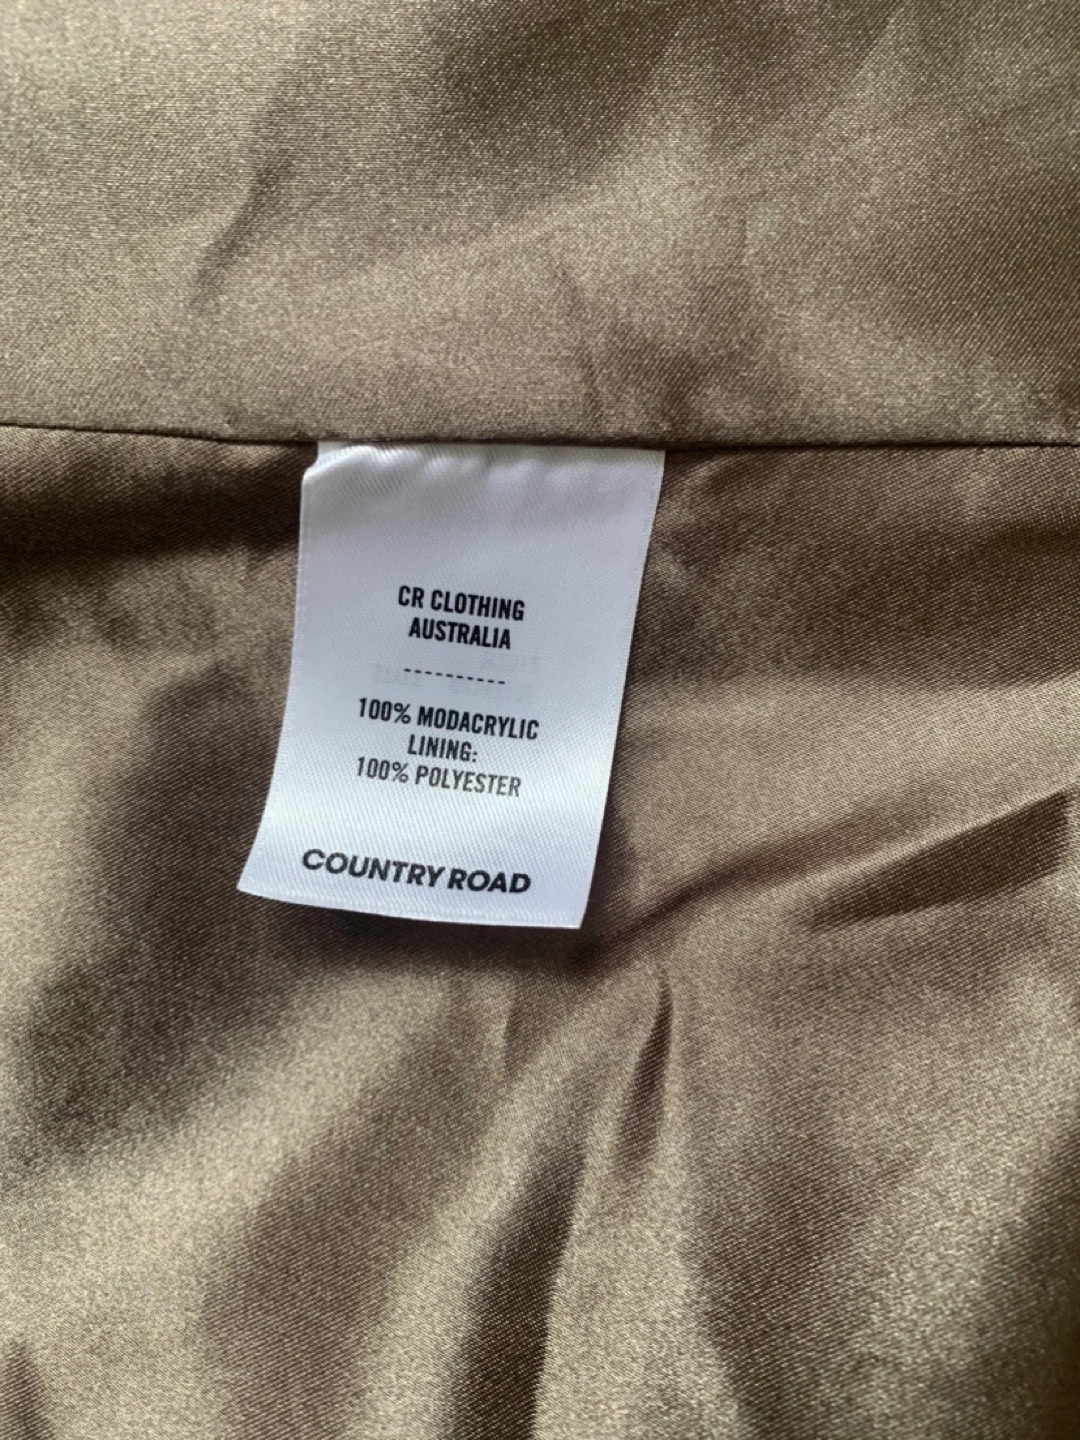 CR CLOTHING
AUSTRALIA
----------
100% MODACRYLIC
LINING:
100% POLYESTER
COUNTRY ROAD